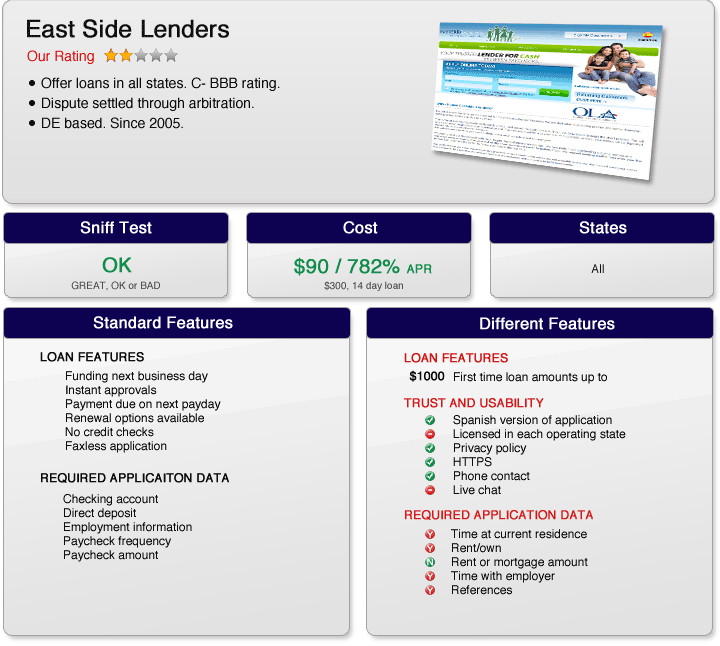 East Side Lenders
Our Rating
Offer loans in all states. C- BBB rating.
Dispute settled through arbitration.
DE based. Since 2005.
LENDER FOR CASH
OLA
Sniff Test
OK
GREAT, OK or BAD
Cost
$90 / 782% APR
$300, 14 day loan
States
All
Standard Features
LOAN FEATURES
Funding next business day
Instant approvals
Payment due on next payday
Renewal options available
No credit checks
Faxless application
REQUIRED APPLICAITON DATA
Checking account
Direct deposit
Employment information
Paycheck frequency
Paycheck amount
Different Features
LOAN FEATURES
$1000 First time loan amounts up to
TRUST AND USABILITY
Spanish version of application
Licensed in each operating state
Privacy policy
HTTPS
Phone contact
Live chat
REQUIRED APPLICATION DATA
Y Time at current residence
Y Rent/own
N Rent or mortgage amount
Y Time with employer
Y References